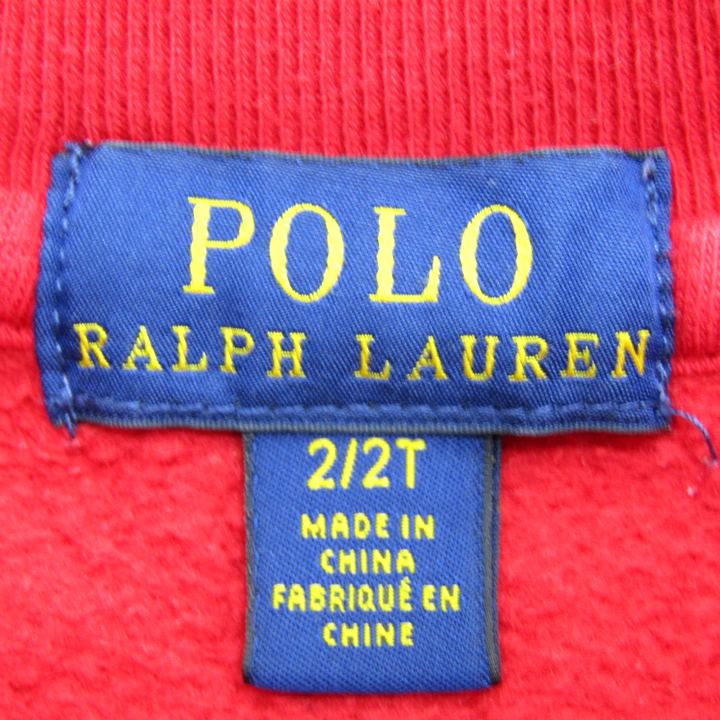 POLO
RALPH LAUREN
2/2T
MADE IN
CHINA
FABRIQUÉ EN
CHINE